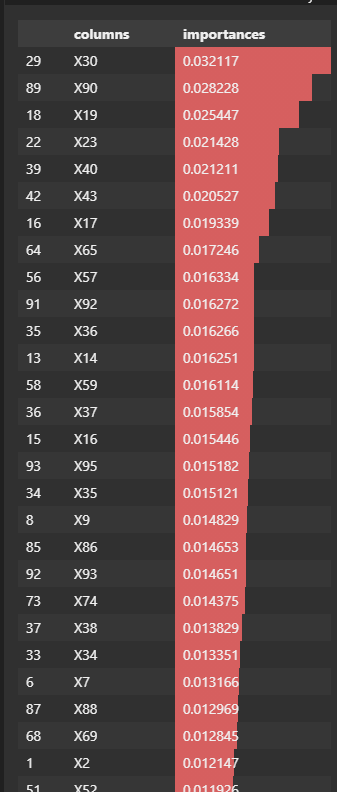 columns importances
29 X30 0.032117
89 X90 0.028228
18 X19 0.025447
22 X23 0.021428
39 X40 0.021211
42 X43 0.020527
16 X17 0.019339
64 X65 0.017246
56 X57 0.016334
91 X92 0.016272
35 X36 0.016266
13 X14 0.016251
58 X59 0.016114
36 X37 0.015854
15 X16 0.015446
93 X95 0.015182
34 X35 0.015121
8 X9 0.014829
85 X86 0.014653
92 X93 0.014651
73 X74 0.014375
37 X38 0.013829
33 X34 0.013351
6 X7 0.013166
87 X88 0.012969
68 X69 0.012845
1 X2 0.012147
51 X52 0.011926